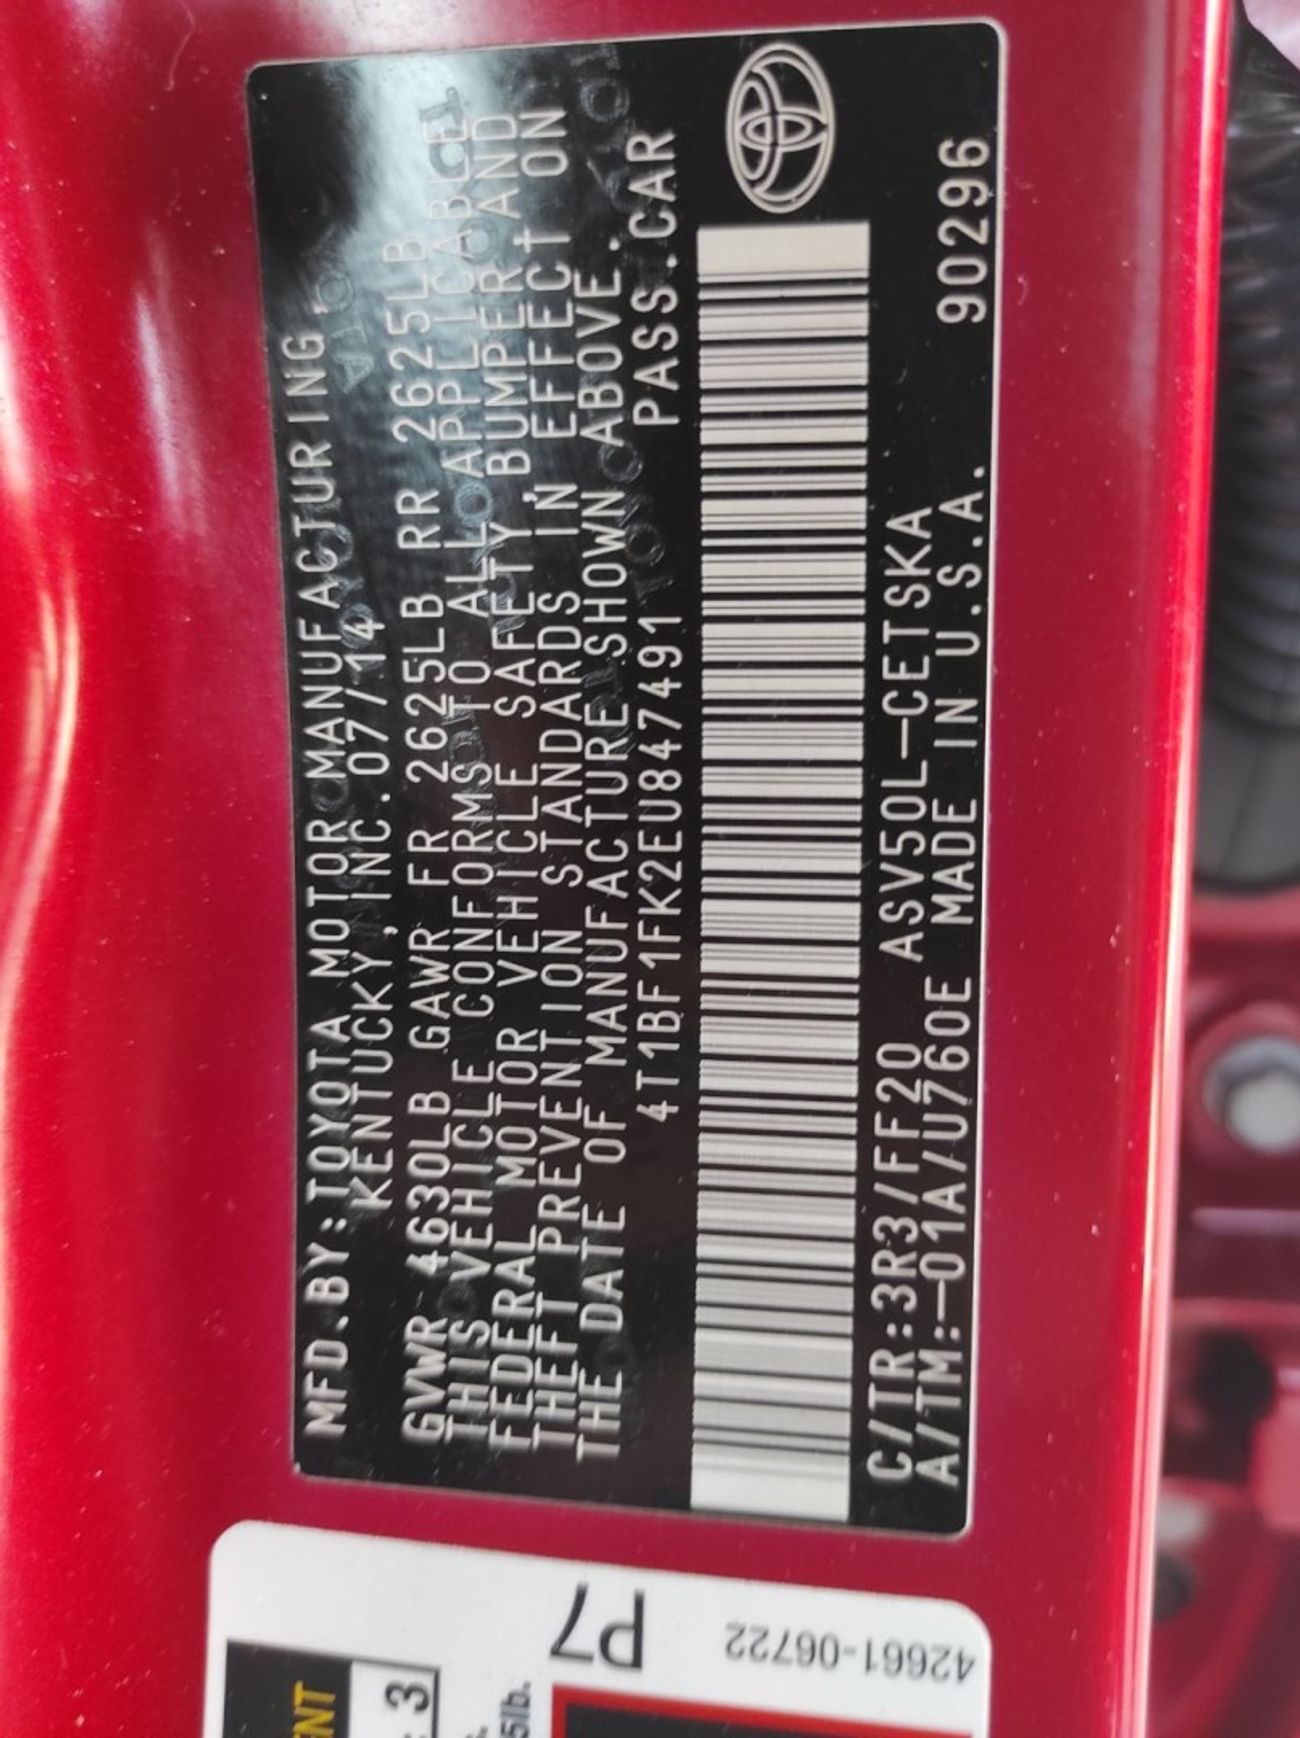 MFD.BY:TOYOTA MOTOR MANUFACTURING,
KENTUCKY, INC.07/14
GVWR 4630LB GAWR FR 2625LB RR 2625LB
THIS VEHICLE CONFORMS TO ALL APPLICABLE
FEDERAL MOTOR VEHICLE SAFETY, BUMPER AND
THEFT PREVENTION STANDARDS IN EFFECT ON
THE DATE OF MANUFACTURE SHOWN ABOVE.
4T1BF1FK2EU847491 PASS.CAR
C/TR:3R3/FF20 ASV50L-CETSKA
A/TM:-01A/U760E MADE IN U.S.A. 90296
P7
42661-06722
3
5lb.